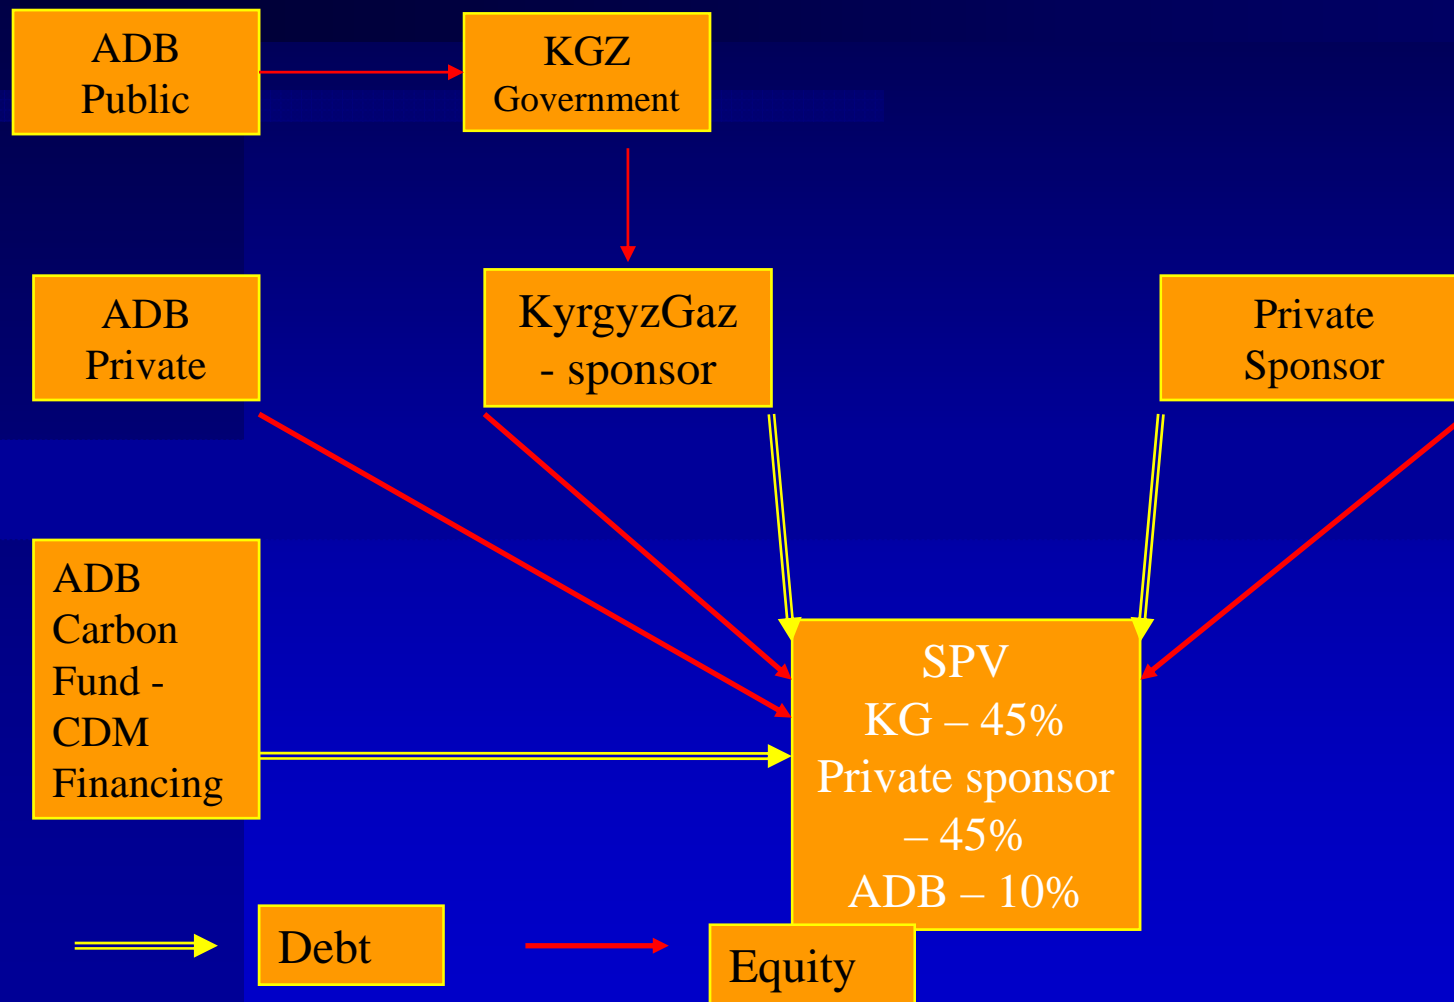 ADB
Public
KGZ
Government
ADB
Private
KyrgyzGaz
- sponsor
Private
Sponsor
ADB
Carbon
Fund -
CDM
Financing
SPV
KG – 45%
Private sponsor
– 45%
ADB – 10%
Debt
Equity